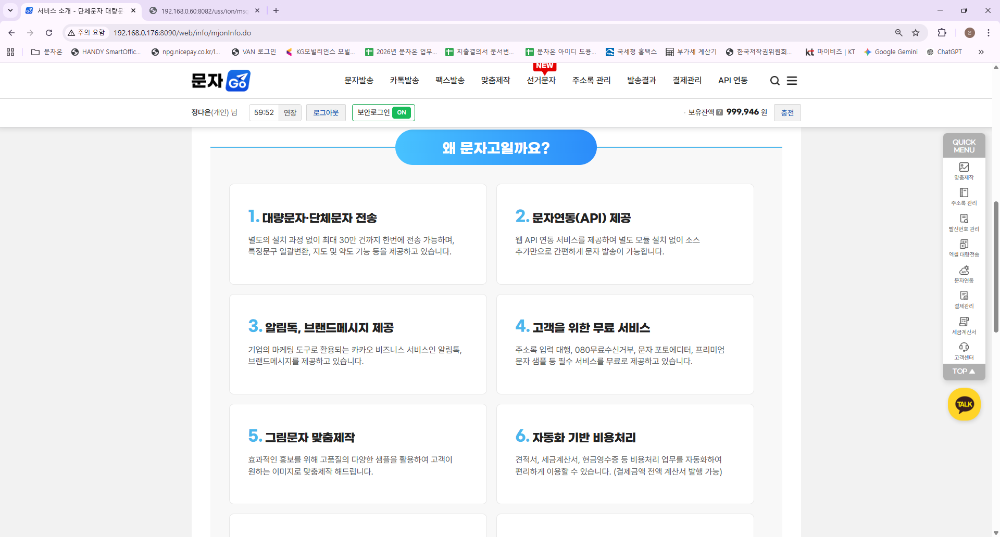 서비스 소개 - 단체문자 대량문
192.168.0.60:8082/uss/ion/msg
주의 요함
192.168.0.176:8090/web/info/mjonInfo.do
은
문자온
HANDY SmartOffic...
npg.nicepay.co.kr/l...
VAN 로그인
KG모빌리언스 모빌...
2026년 문자온 업무...
지출결의서 문서번...
문자온 아이디 도용...
국세청 홈택스
부가세 계산기
한국저작권위원회...
kt 마이비즈 | KT
Google Gemini
ChatGPT
문자GO
문자발송
카톡발송
팩스발송
맞춤제작
NEW
선거문자
주소록 관리
발송결과
결제관리
API 연동
정다은(개인) 님
59:52
연장
로그아웃
보안로그인 ON
보유잔액 ? 999,946 원
충전
왜 문자고일까요?
1. 대량문자·단체문자 전송
별도의 설치 과정 없이 최대 30만 건까지 한번에 전송 가능하며,
특정문구 일괄변환, 지도 및 약도 기능 등을 제공하고 있습니다.
2. 문자연동(API) 제공
웹 API 연동 서비스를 제공하여 별도 모듈 설치 없이 소스
추가만으로 간편하게 문자 발송이 가능합니다.
3. 알림톡, 브랜드메시지 제공
기업의 마케팅 도구로 활용되는 카카오 비즈니스 서비스인 알림톡,
브랜드메시지를 제공하고 있습니다.
4. 고객을 위한 무료 서비스
주소록 입력 대행, 080무료수신거부, 문자 포토에디터, 프리미엄
문자 샘플 등 필수 서비스를 무료로 제공하고 있습니다.
5. 그림문자 맞춤제작
효과적인 홍보를 위해 고품질의 다양한 샘플을 활용하여 고객이
원하는 이미지로 맞춤제작 해드립니다.
6. 자동화 기반 비용처리
견적서, 세금계산서, 현금영수증 등 비용처리 업무를 자동화하여
편리하게 이용할 수 있습니다. (결제금액 전액 계산서 발행 가능)
QUICK
MENU
맞춤제작
주소록 관리
발신번호 관리
엑셀 대량전송
API
문자연동
결제관리
세금계산서
고객센터
TOP ▲
TALK